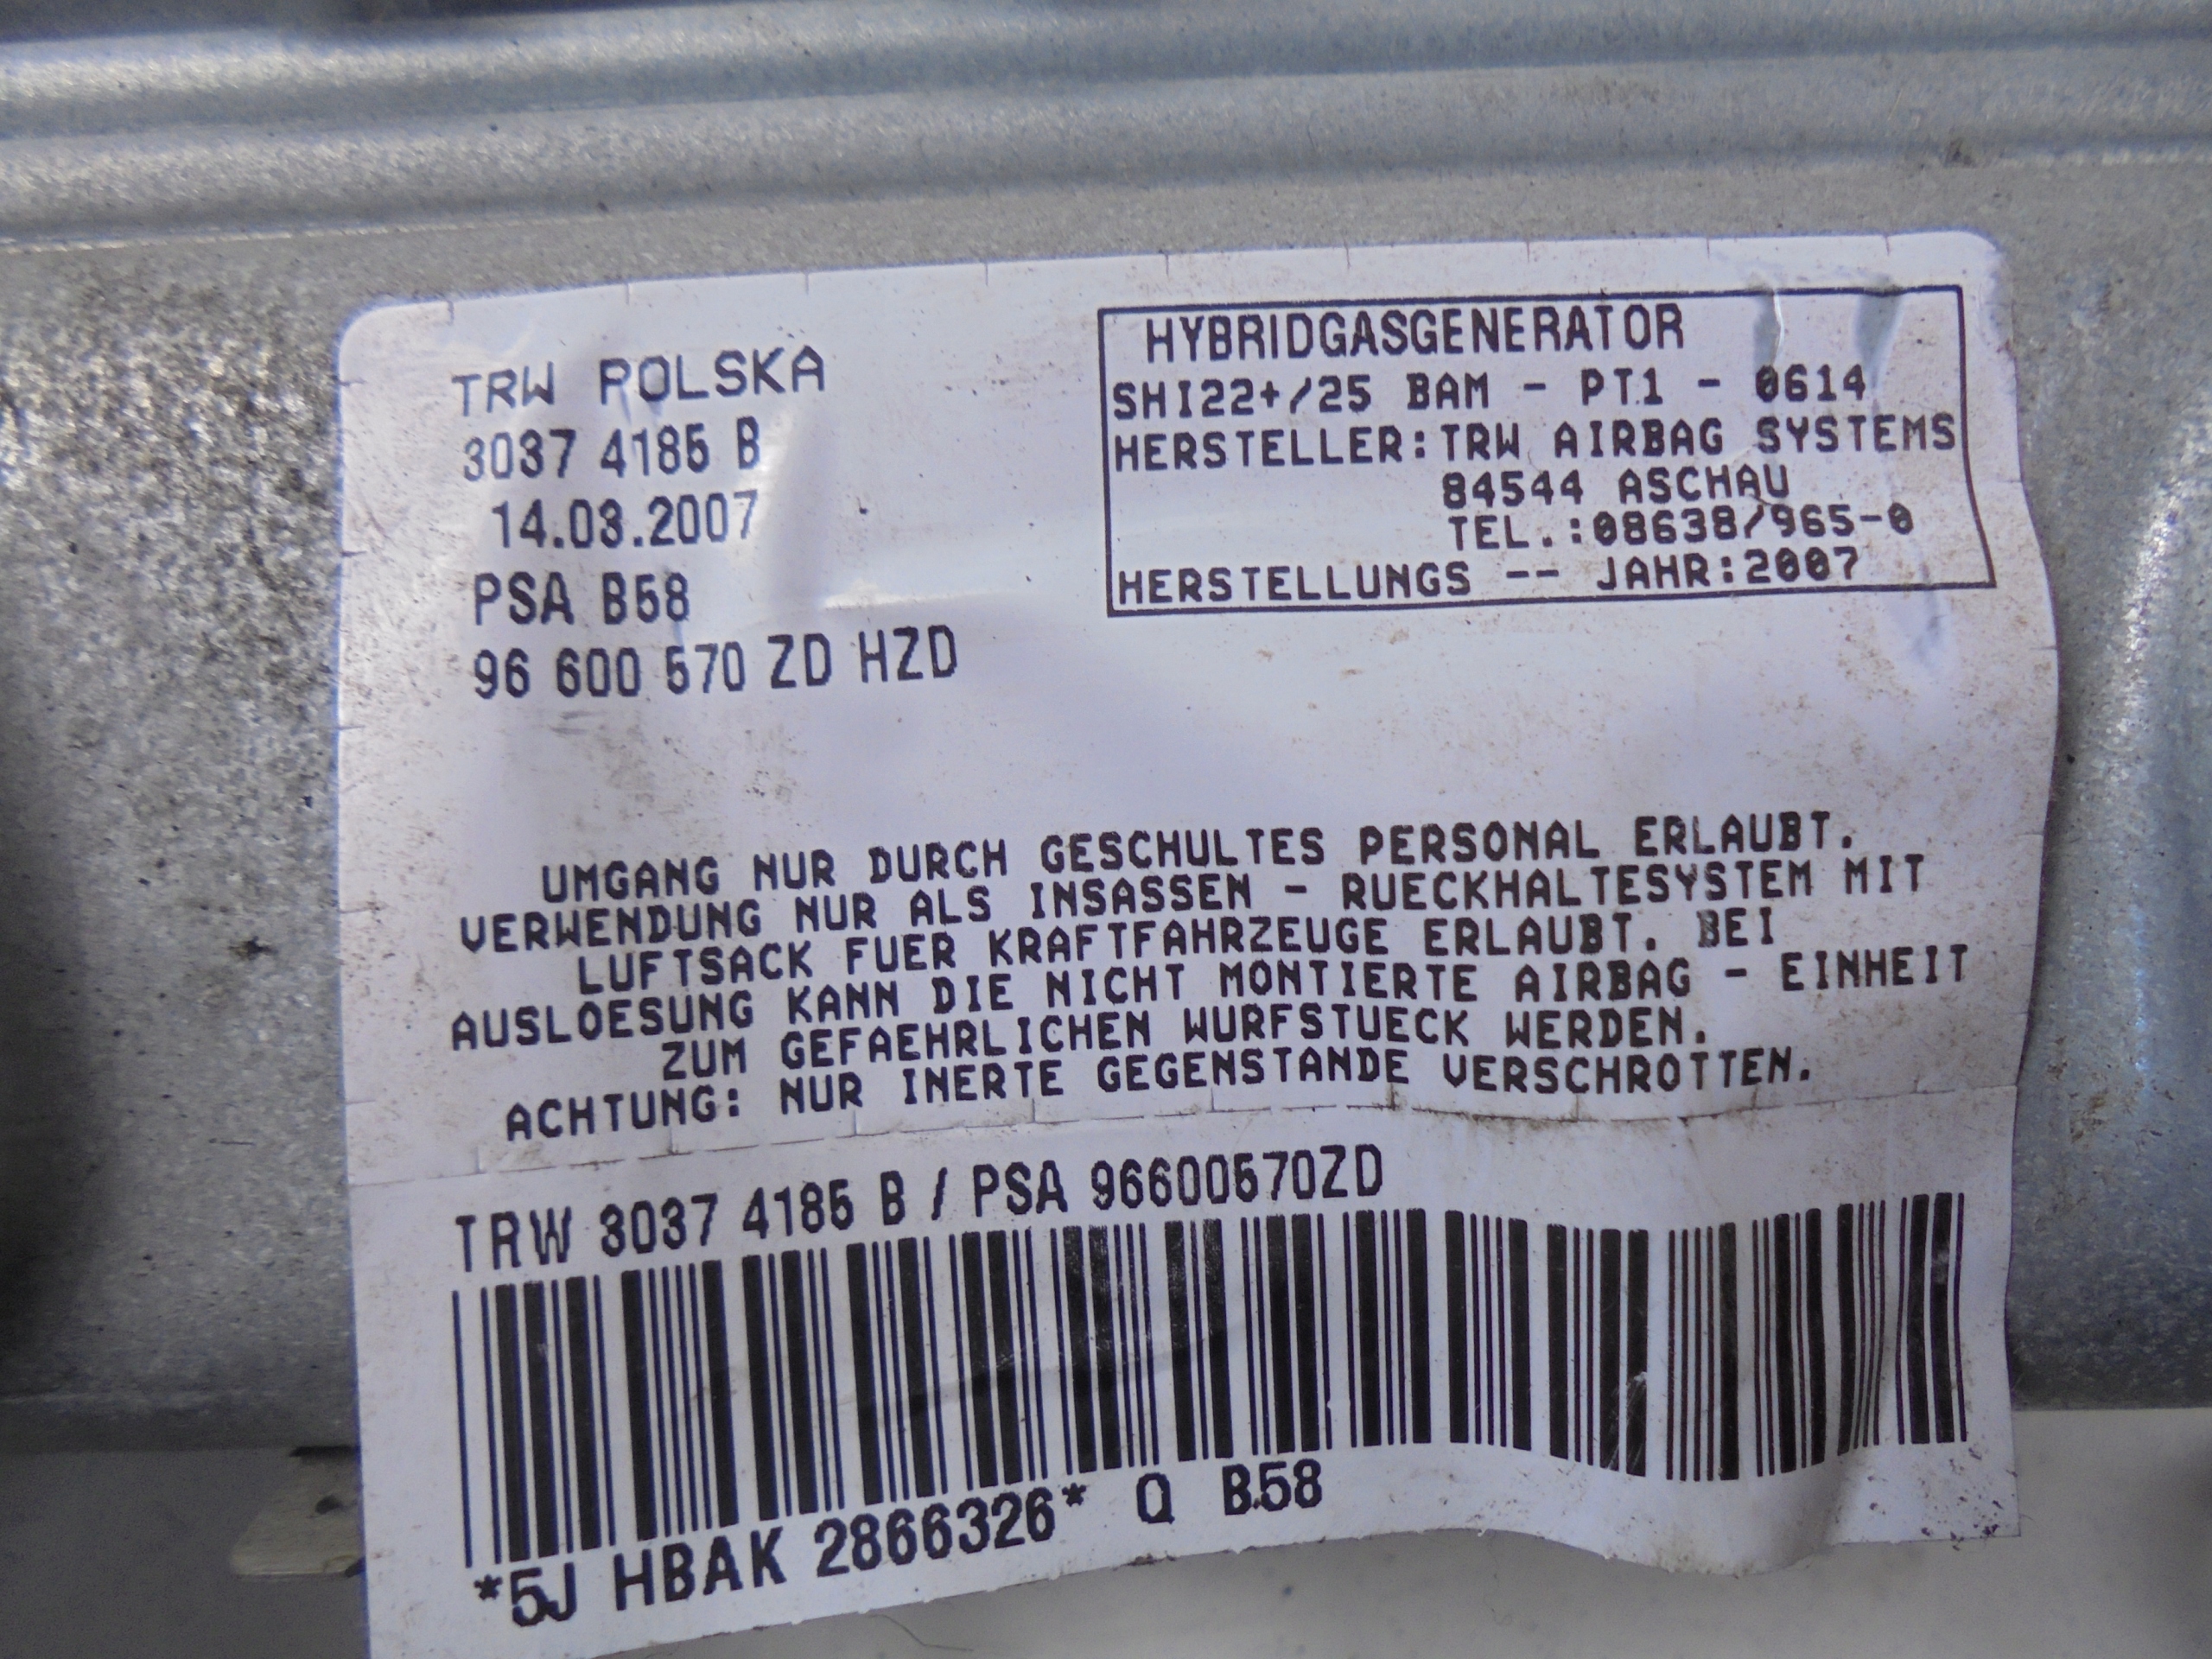 TRW POLSKA
3037 4185 B
14.03.2007
PSA B58
96 600 570 ZD HZD
HYBRIDGASGENERATOR
SHI22+/25 BAM - PT1 - 0614
HERSTELLER:TRW AIRBAG SYSTEMS
84544 ASCHAU
TEL.:08638/965-0
HERSTELLUNGS -- JAHR:2007
UMGANG NUR DURCH GESCHULTES PERSONAL ERLAUBT.
VERWENDUNG NUR ALS INSASSEN - RUECKHALTESYSTEM MIT
LUFTSACK FUER KRAFTFAHRZEUGE ERLAUBT. BEI
AUSLOESUNG KANN DIE NICHT MONTIERTE AIRBAG - EINHEIT
ZUM GEFAEHRLICHEN WURFSTUECK WERDEN.
ACHTUNG: NUR INERTE GEGENSTANDE VERSCHROTTEN.
TRW 3037 4185 B / PSA 96600570ZD
*5J HBAK 2866326* Q B58